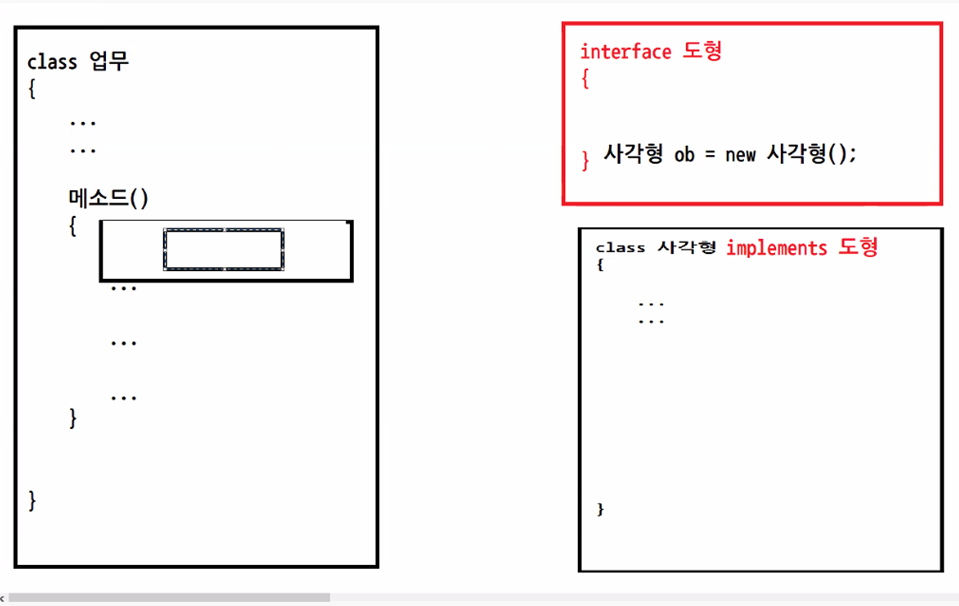 class 업무
{
...
...
메소드()
{
...
...
...
}
}
interface 도형
{
} 사각형 ob = new 사각형();
class 사각형 implements 도형
{
...
...
}